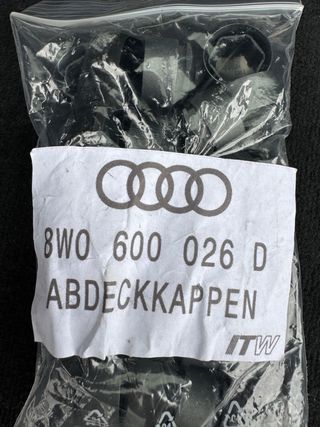 8W0 600 026 D
ABDECKKAPPEN
ITW